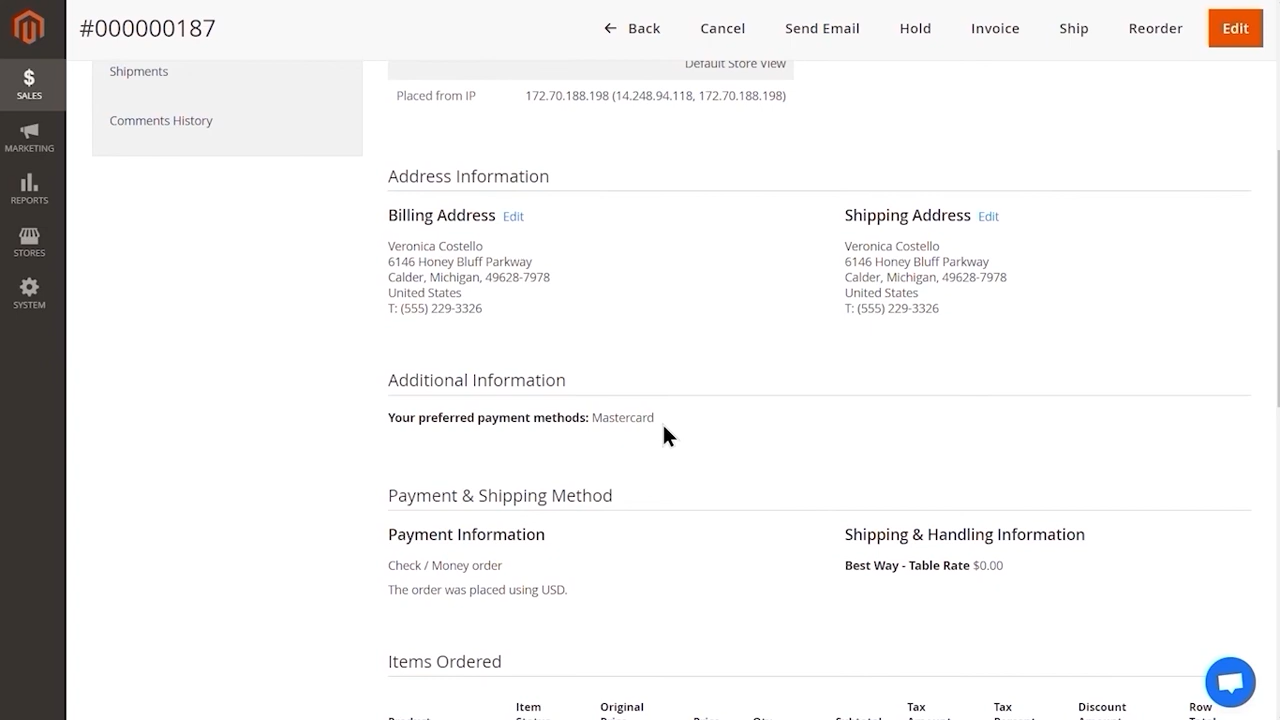 #000000187
Back
Cancel
Send Email
Hold
Invoice
Ship
Reorder
Edit
$
SALES
MARKETING
REPORTS
STORES
SYSTEM
Shipments
Comments History
Default Store View
Placed from IP
172.70.188.198 (14.248.94.118, 172.70.188.198)
Address Information
Billing Address Edit
Veronica Costello
6146 Honey Bluff Parkway
Calder, Michigan, 49628-7978
United States
T: (555) 229-3326
Shipping Address Edit
Veronica Costello
6146 Honey Bluff Parkway
Calder, Michigan, 49628-7978
United States
T: (555) 229-3326
Additional Information
Your preferred payment methods: Mastercard
Payment & Shipping Method
Payment Information
Check / Money order
The order was placed using USD.
Shipping & Handling Information
Best Way - Table Rate $0.00
Items Ordered
Item
Original
Tax
Tax
Discount
Row